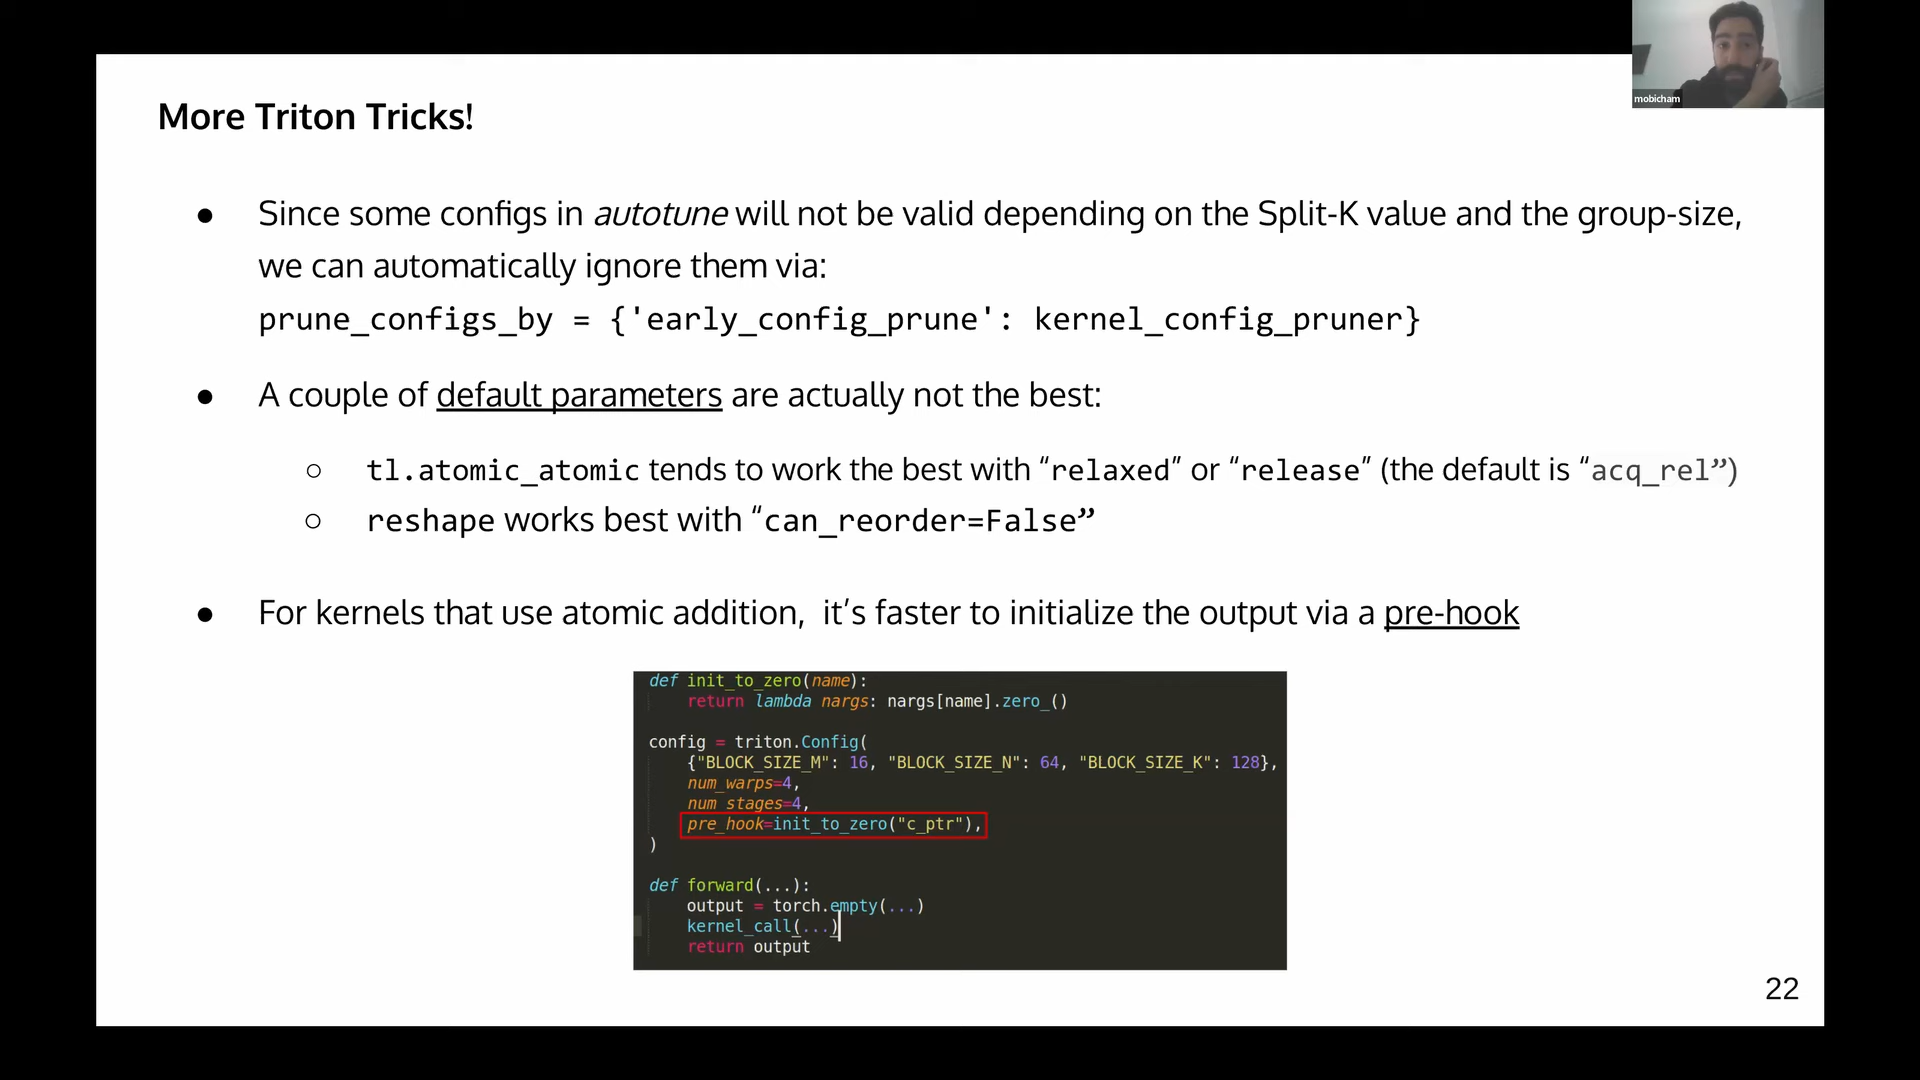 mobicham
More Triton Tricks!
● Since some configs in autotune will not be valid depending on the Split-K value and the group-size,
we can automatically ignore them via:
prune_configs_by = {'early_config_prune': kernel_config_pruner}
● A couple of default parameters are actually not the best:
○ tl.atomic_atomic tends to work the best with “relaxed” or “release” (the default is “acq_rel”)
○ reshape works best with “can_reorder=False”
● For kernels that use atomic addition,  it’s faster to initialize the output via a pre-hook
def init_to_zero(name):
    return lambda nargs: nargs[name].zero_()
config = triton.Config(
    {"BLOCK_SIZE_M": 16, "BLOCK_SIZE_N": 64, "BLOCK_SIZE_K": 128},
    num_warps=4,
    num_stages=4,
    pre_hook=init_to_zero("c_ptr"),
)
def forward(...):
    output = torch.empty(...)
    kernel_call(...)
    return output
22